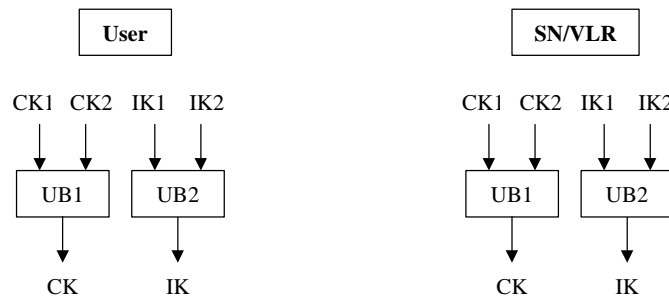 User SN/VLR
CK1 CK2 IK1 IK2 CK1 CK2 IK1 IK2
UB1 UB2 UB1 UB2
CK IK CK IK